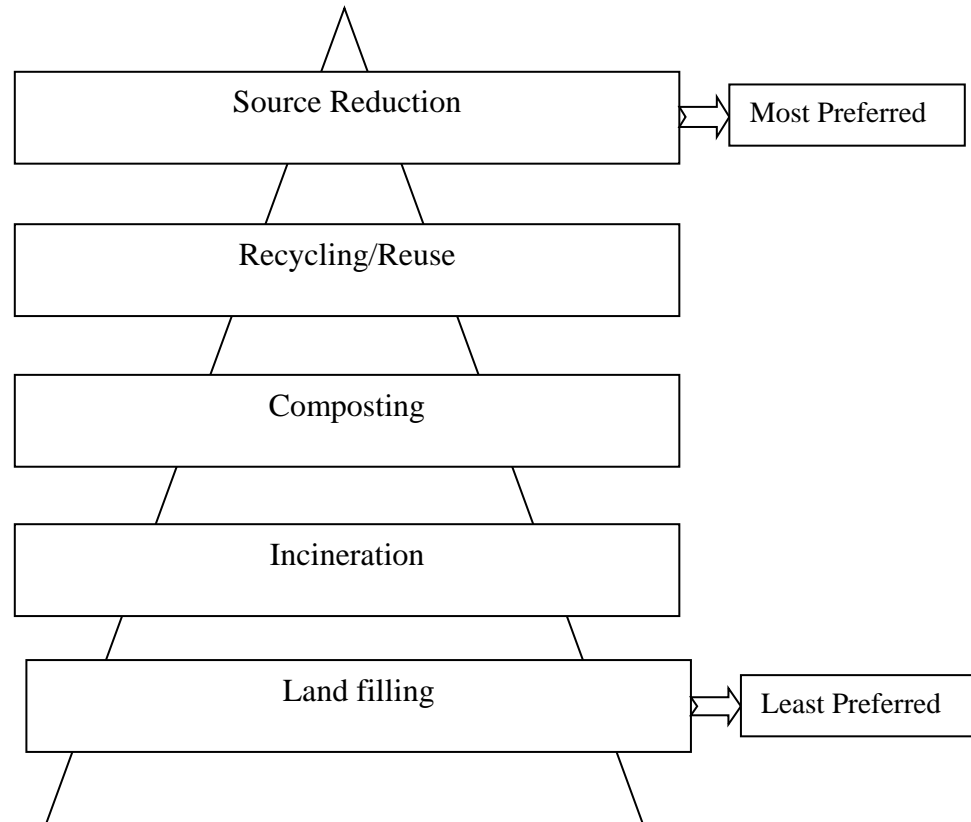 Source Reduction
Most Preferred
Recycling/Reuse
Composting
Incineration
Land filling
Least Preferred